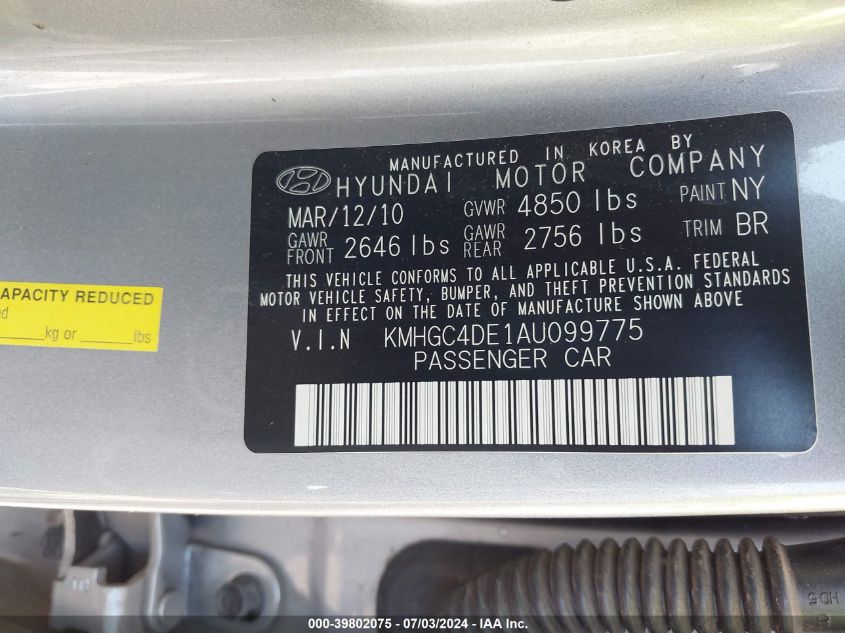 MANUFACTURED IN KOREA BY
HYUNDAI MOTOR COMPANY
MAR/12/10 GVWR 4850 lbs PAINT NY
GAWR FRONT 2646 lbs GAWR REAR 2756 lbs TRIM BR
THIS VEHICLE CONFORMS TO ALL APPLICABLE U.S.A. FEDERAL
MOTOR VEHICLE SAFETY, BUMPER, AND THEFT PREVENTION STANDARDS
IN EFFECT ON THE DATE OF MANUFACTURE SHOWN ABOVE
V.I.N KMHGC4DE1AU099775
PASSENGER CAR
APACITY REDUCED
ed
kg or lbs
HD5
000-39802075 - 07/03/2024 - IAA Inc.